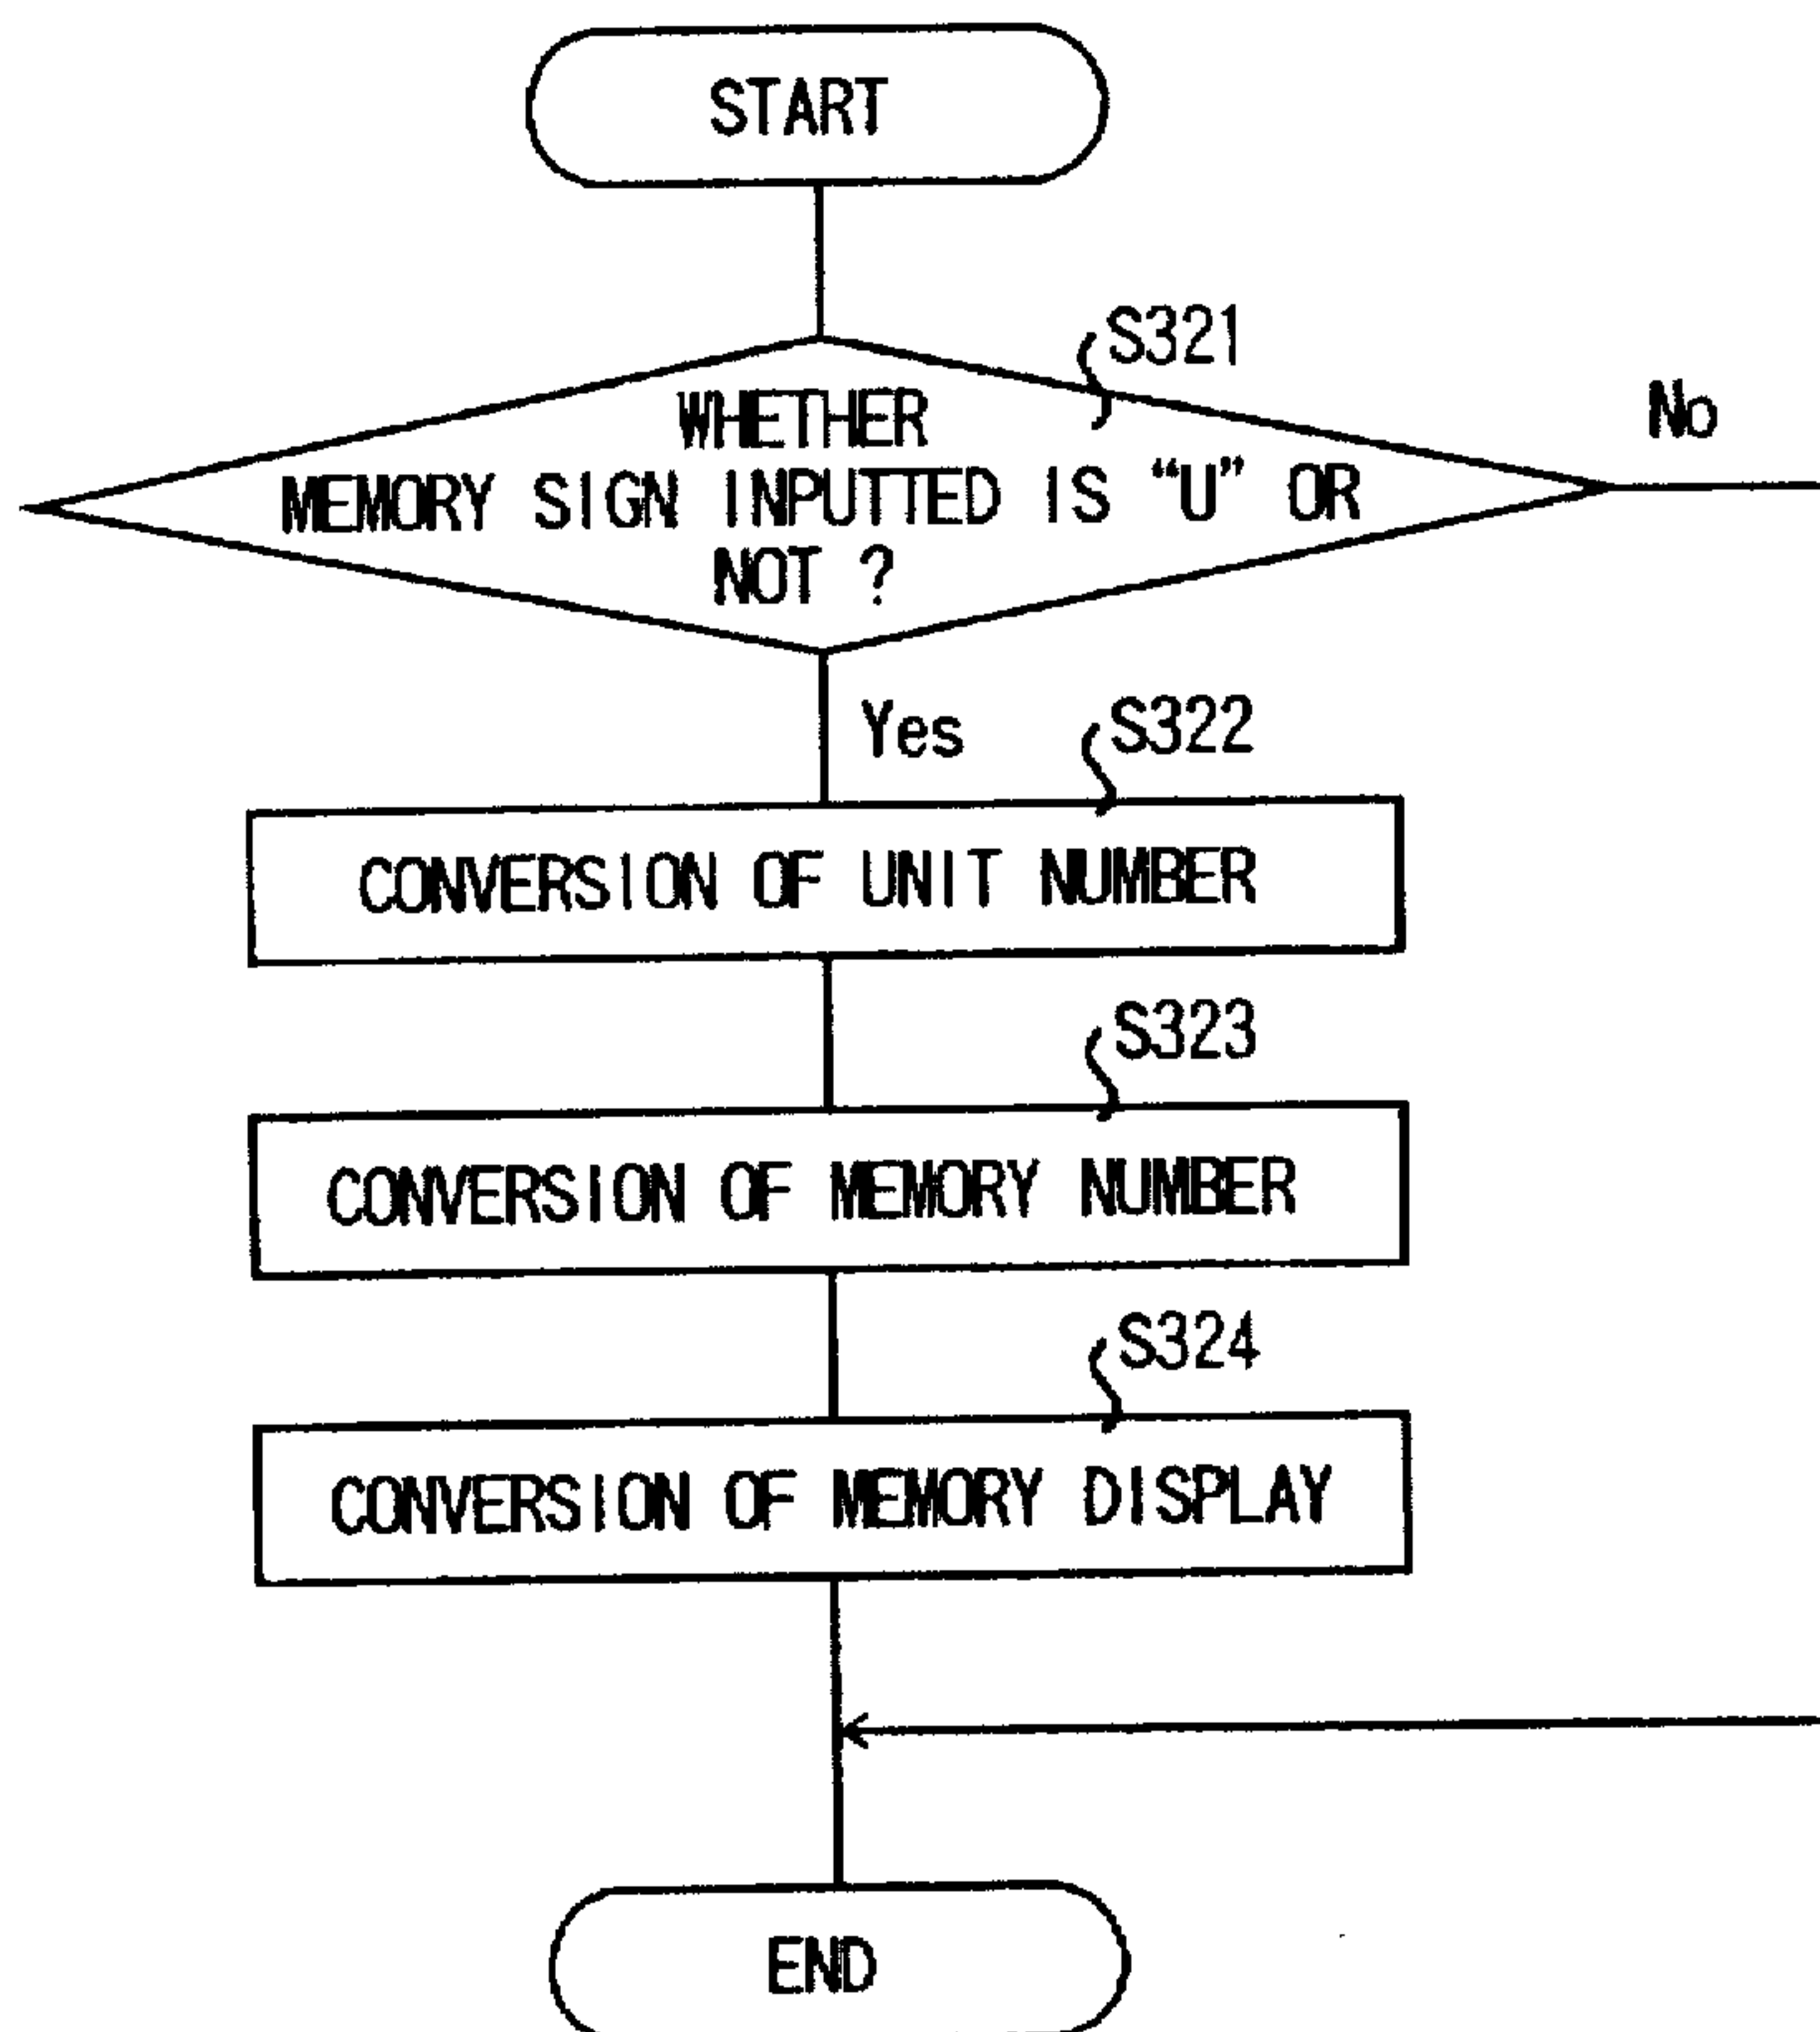 START
S321
WHETHER
MEMORY SIGN INPUTTED IS “U” OR
NOT ?
No
Yes
S322
CONVERSION OF UNIT NUMBER
S323
CONVERSION OF MEMORY NUMBER
S324
CONVERSION OF MEMORY DISPLAY
END